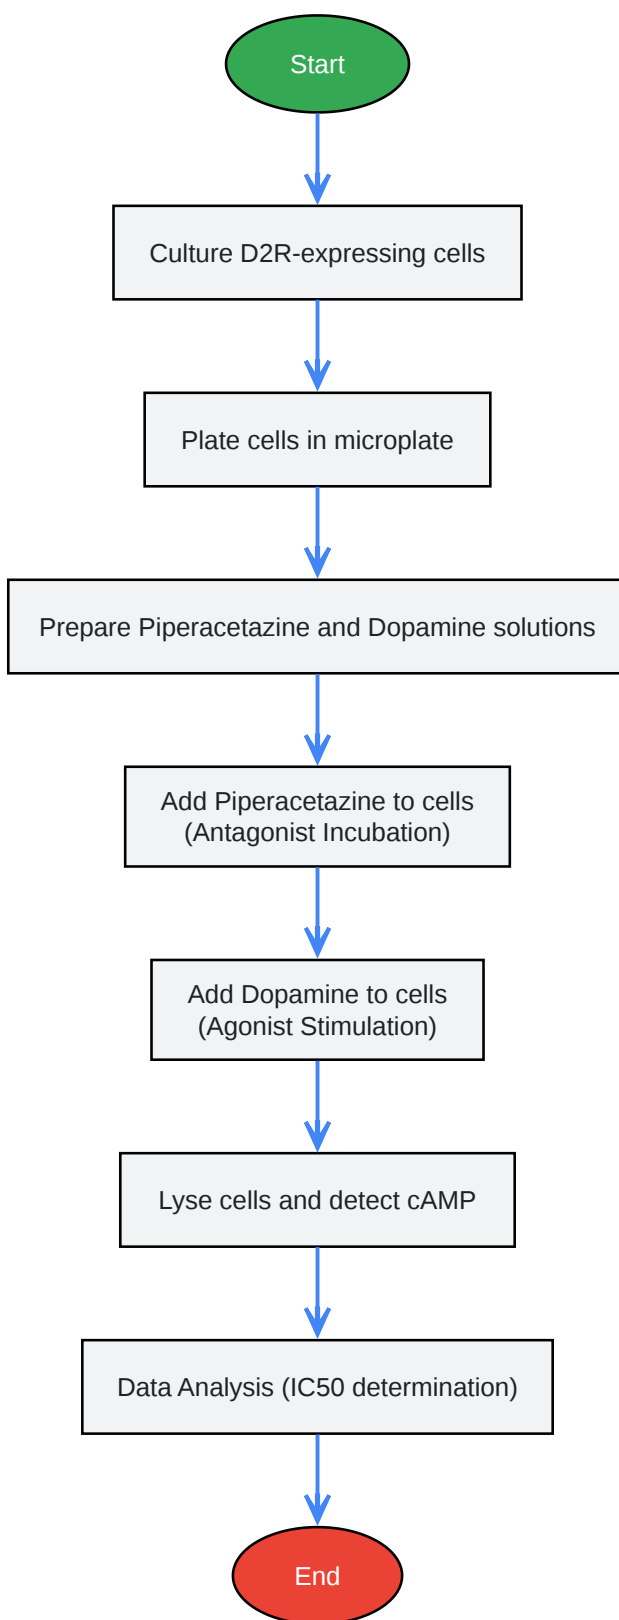 Start
Culture D2R-expressing cells
Plate cells in microplate
Prepare Piperacetazine and Dopamine solutions
Add Piperacetazine to cells
(Antagonist Incubation)
Add Dopamine to cells
(Agonist Stimulation)
Lyse cells and detect cAMP
Data Analysis (IC50 determination)
End